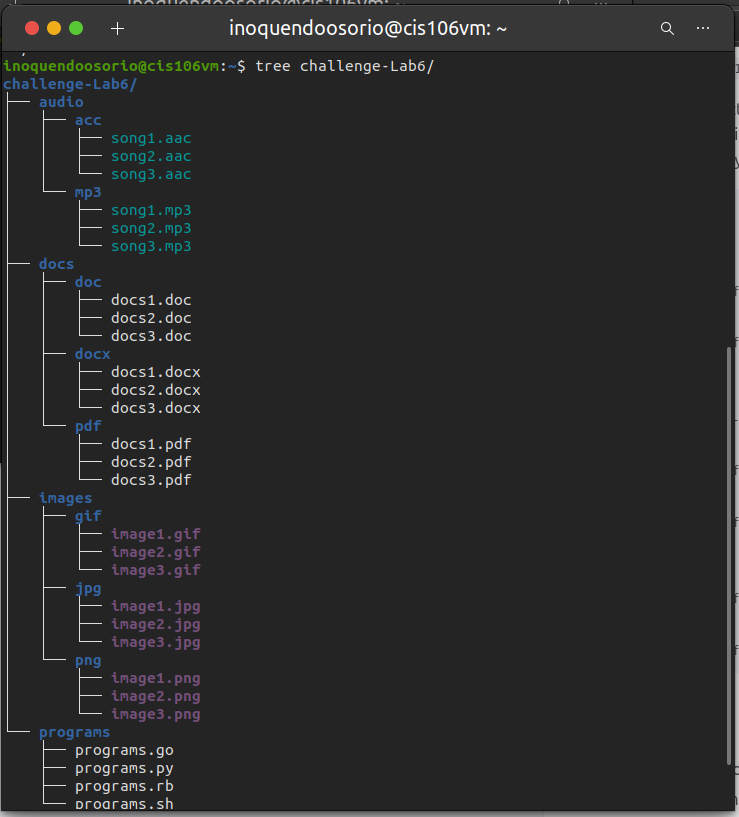 inoquendoosorio@cis106vm: ~
inoquendoosorio@cis106vm:~$ tree challenge-Lab6/
challenge-Lab6/
├── audio
│   ├── acc
│   │   ├── song1.aac
│   │   ├── song2.aac
│   │   └── song3.aac
│   └── mp3
│       ├── song1.mp3
│       ├── song2.mp3
│       └── song3.mp3
├── docs
│   ├── doc
│   │   ├── docs1.doc
│   │   ├── docs2.doc
│   │   └── docs3.doc
│   ├── docx
│   │   ├── docs1.docx
│   │   ├── docs2.docx
│   │   └── docs3.docx
│   └── pdf
│       ├── docs1.pdf
│       ├── docs2.pdf
│       └── docs3.pdf
├── images
│   ├── gif
│   │   ├── image1.gif
│   │   ├── image2.gif
│   │   └── image3.gif
│   ├── jpg
│   │   ├── image1.jpg
│   │   ├── image2.jpg
│   │   └── image3.jpg
│   └── png
│       ├── image1.png
│       ├── image2.png
│       └── image3.png
└── programs
    ├── programs.go
    ├── programs.py
    ├── programs.rb
    └── programs.sh